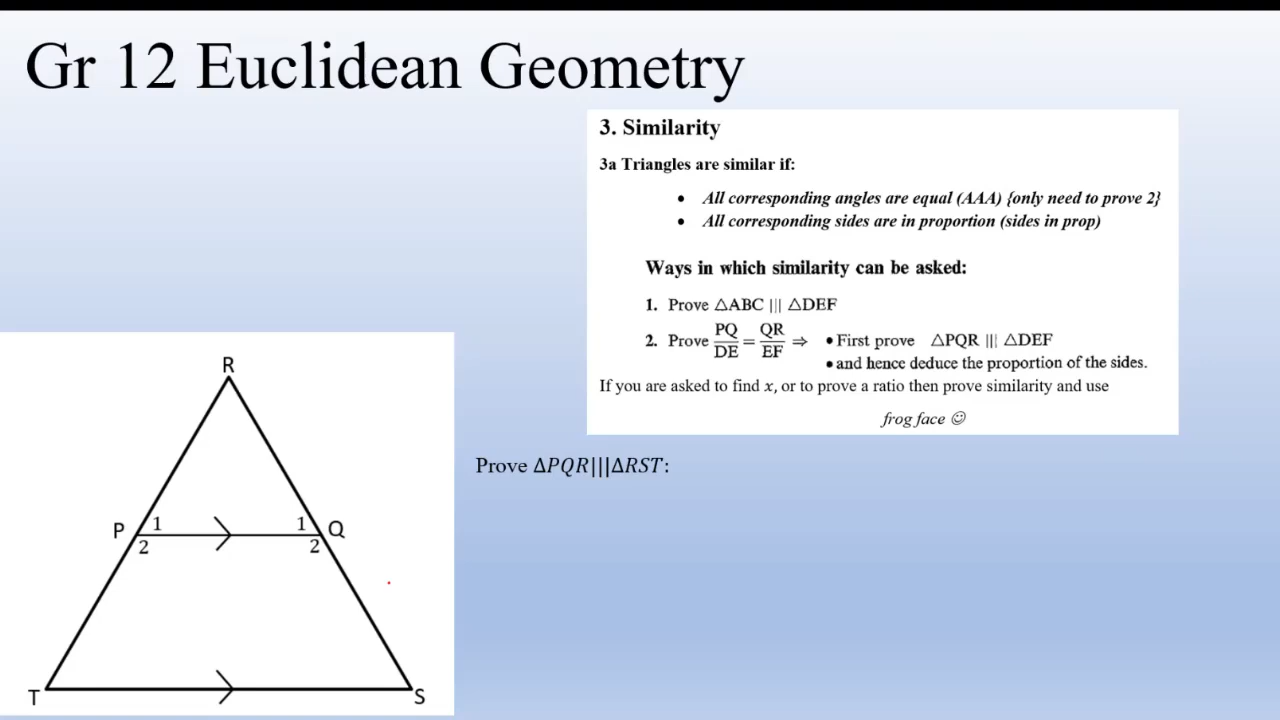 Gr 12 Euclidean Geometry
3. Similarity
3a Triangles are similar if:
• All corresponding angles are equal (AAA) {only need to prove 2}
• All corresponding sides are in proportion (sides in prop)
Ways in which similarity can be asked:
1. Prove △ABC ||| △DEF
2. Prove PQ/DE = QR/EF ⇒ • First prove △PQR ||| △DEF
• and hence deduce the proportion of the sides.
If you are asked to find x, or to prove a ratio then prove similarity and use
frog face ☺
Prove ΔPQR|||ΔRST:
R
P 1 1 Q
2 2
T S